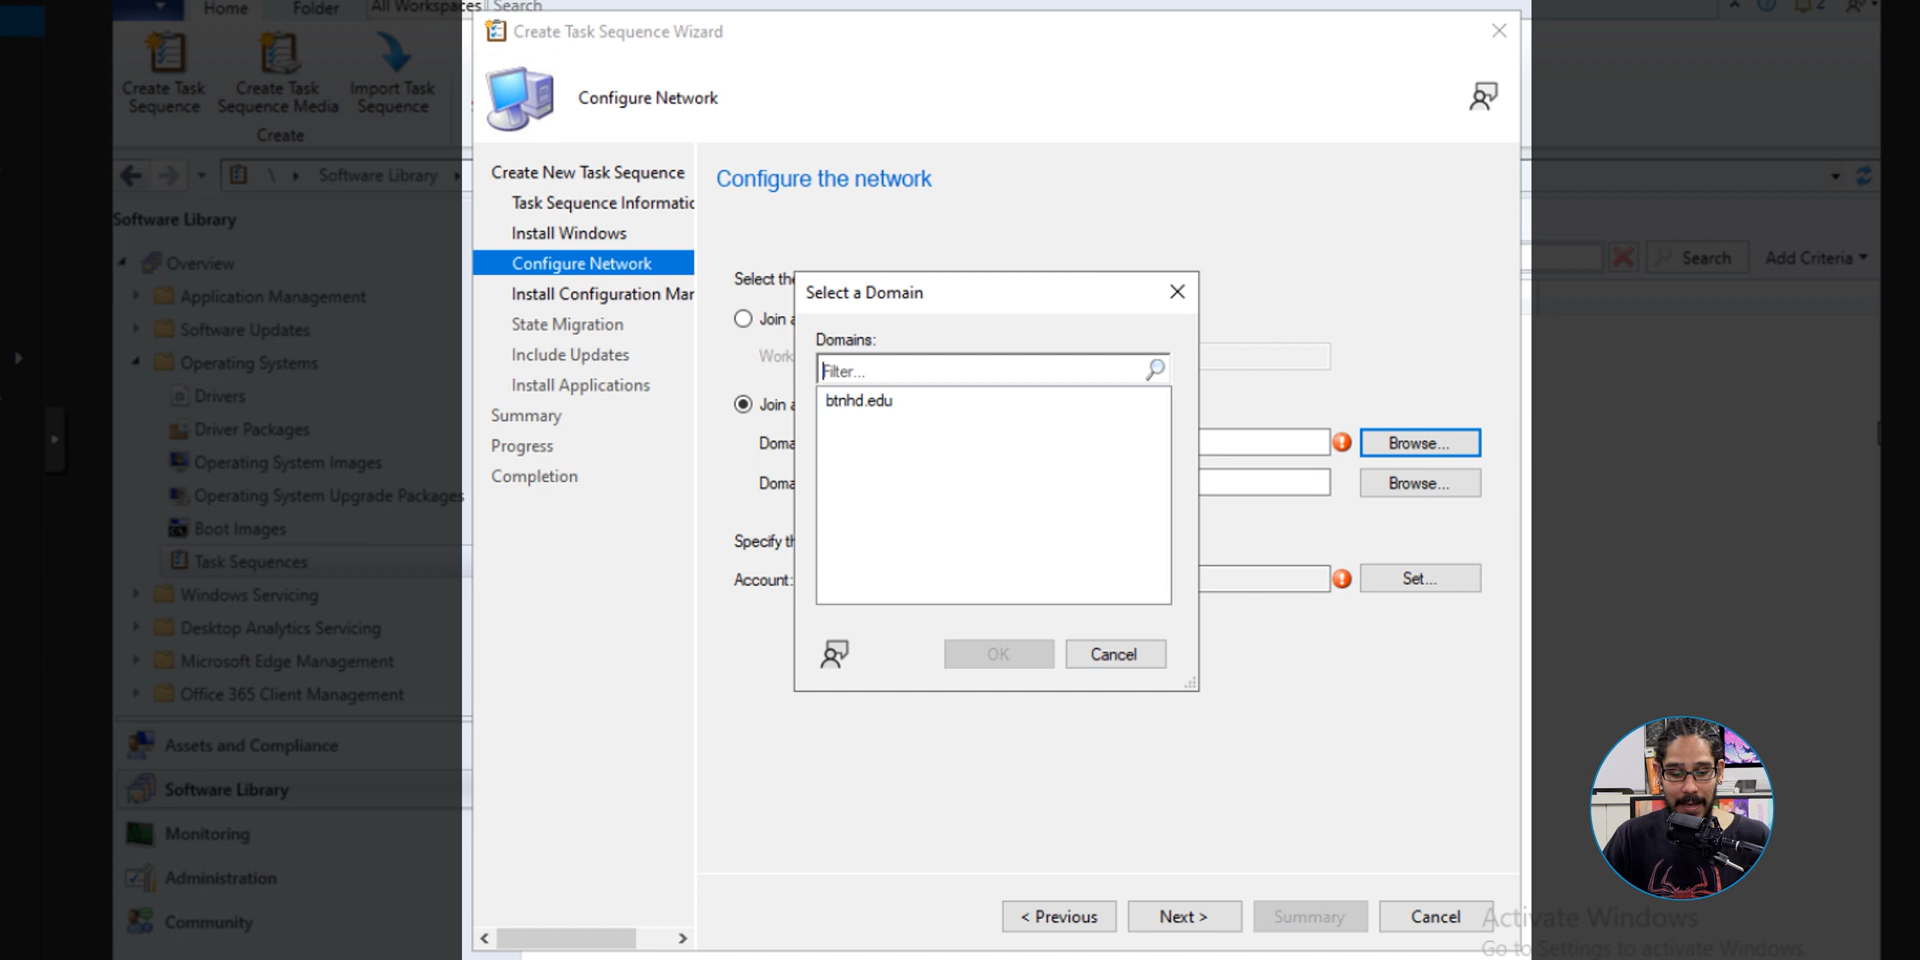 Home
Folder
All Workspaces
Search
Create Task
Sequence
Create Task
Sequence Media
Import Task
Sequence
Create
\
Software Library
Software Library
Overview
Application Management
Software Updates
Operating Systems
Drivers
Driver Packages
Operating System Images
Operating System Upgrade Packages
Boot Images
Task Sequences
Windows Servicing
Desktop Analytics Servicing
Microsoft Edge Management
Office 365 Client Management
Assets and Compliance
Software Library
Monitoring
Administration
Community
Create Task Sequence Wizard
Configure Network
Create New Task Sequence
Task Sequence Informatic
Install Windows
Configure Network
Install Configuration Mar
State Migration
Include Updates
Install Applications
Summary
Progress
Completion
Configure the network
Select the
Join a
Work
Join a
Doma
Browse...
Doma
Browse...
Specify th
Account:
Set...
Select a Domain
Domains:
Filter...
btnhd.edu
OK
Cancel
< Previous
Next >
Summary
Cancel
2
Search
Add Criteria
Activate Windows
Go to Settings to activate Windows.